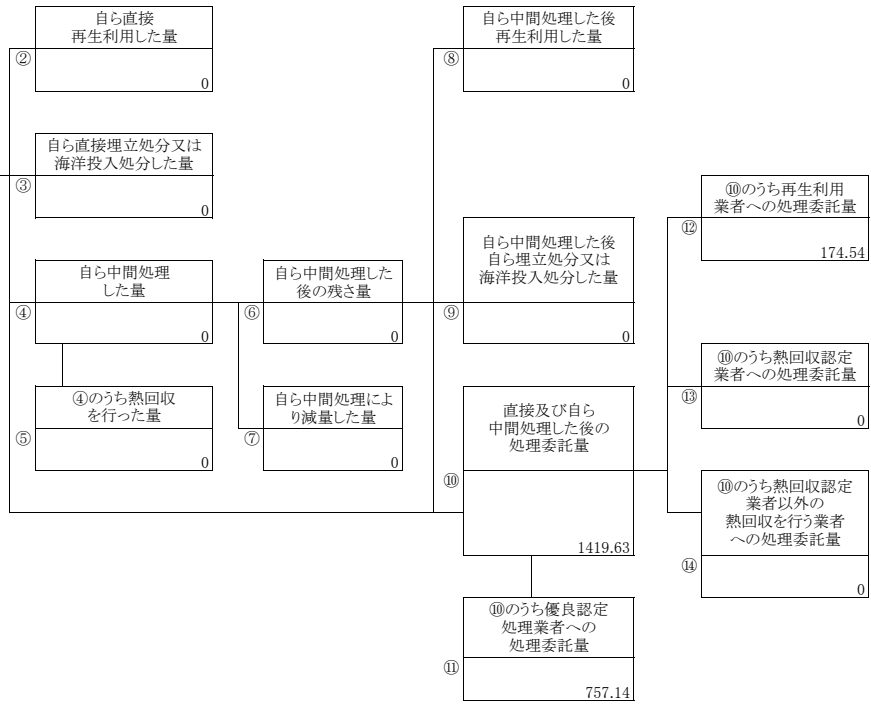 自ら直接
再生利用した量
②
0
自ら直接埋立処分又は
海洋投入処分した量
③
0
自ら中間処理
した量
④
0
④のうち熱回収
を行った量
⑤
0
自ら中間処理した
後の残さ量
⑥
0
自ら中間処理によ
り減量した量
⑦
0
自ら中間処理した後
再生利用した量
⑧
0
自ら中間処理した後
自ら埋立処分又は
海洋投入処分した量
⑨
0
直接及び自ら
中間処理した後の
処理委託量
⑩
1419.63
⑩のうち優良認定
処理業者への
処理委託量
⑪
757.14
⑩のうち再生利用
業者への処理委託量
⑫
174.54
⑩のうち熱回収認定
業者への処理委託量
⑬
0
⑩のうち熱回収認定
業者以外の
熱回収を行う業者
への処理委託量
⑭
0